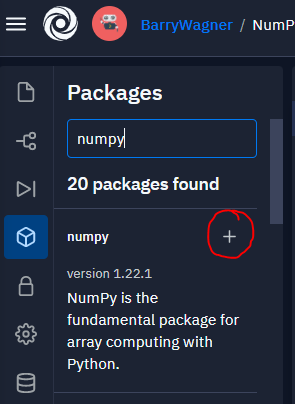 BarryWagner / NumP
Packages
numpy
20 packages found
numpy
version 1.22.1
NumPy is the
fundamental package for
array computing with
Python.